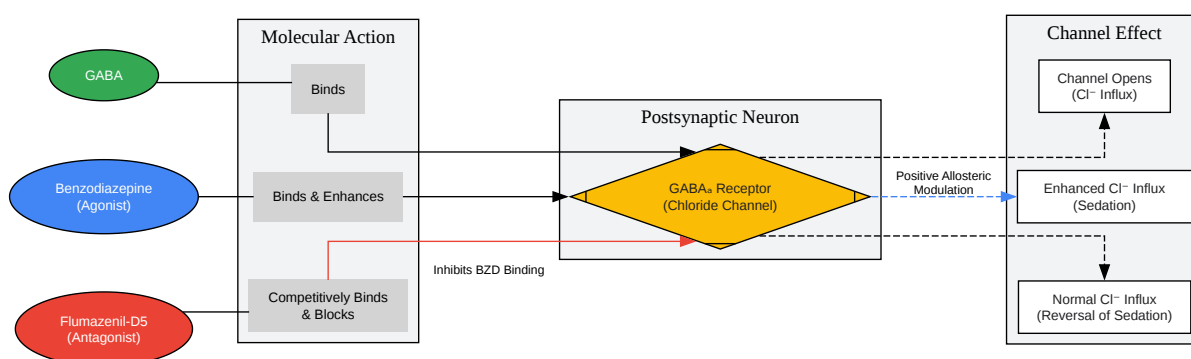 Molecular Action
GABA
Binds
Benzodiazepine
(Agonist)
Binds & Enhances
Flumazenil-D5
(Antagonist)
Competitively Binds
& Blocks
Inhibits BZD Binding
Postsynaptic Neuron
GABAₐ Receptor
(Chloride Channel)
Positive Allosteric
Modulation
Channel Effect
Channel Opens
(Cl⁻ Influx)
Enhanced Cl⁻ Influx
(Sedation)
Normal Cl⁻ Influx
(Reversal of Sedation)